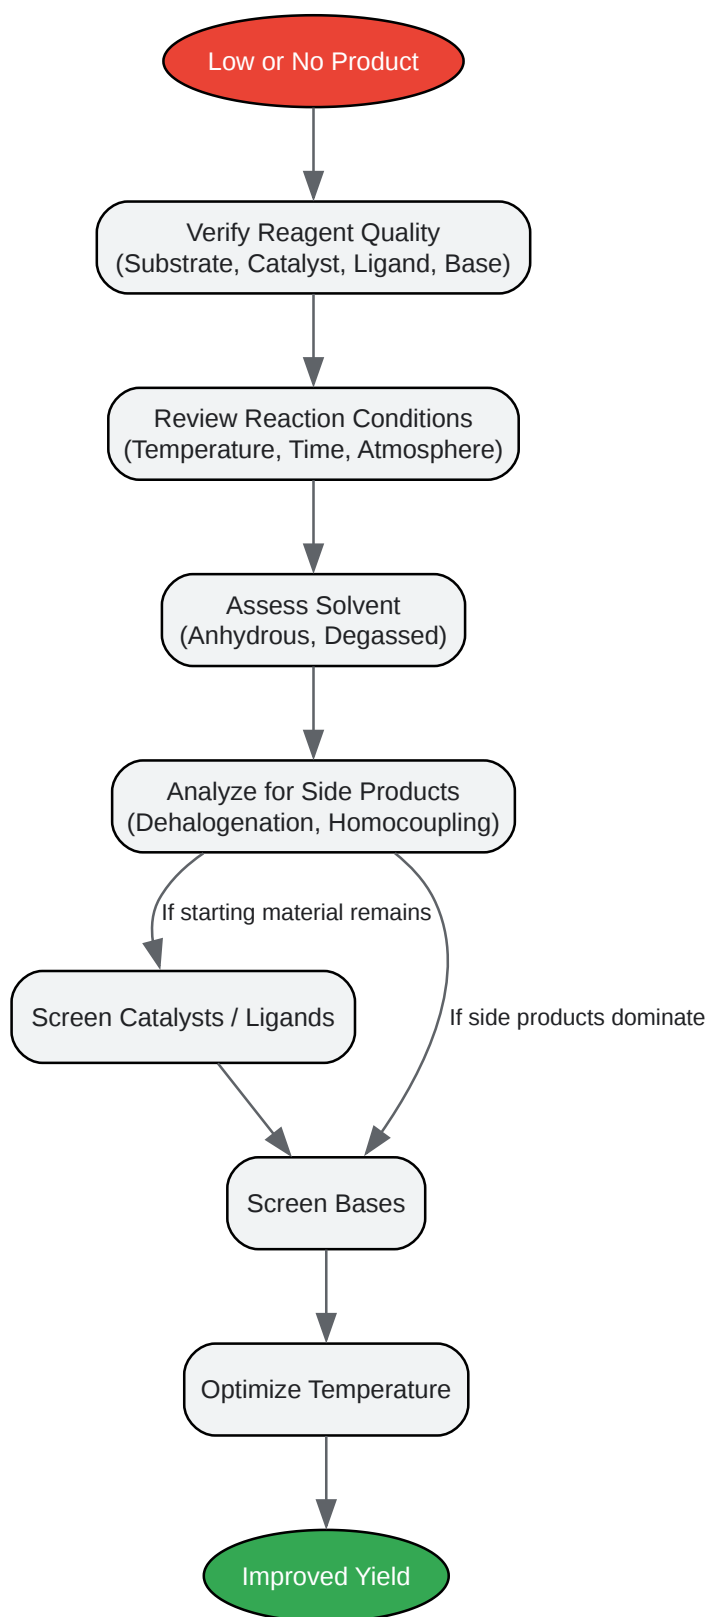 Low or No Product
Verify Reagent Quality
(Substrate, Catalyst, Ligand, Base)
Review Reaction Conditions
(Temperature, Time, Atmosphere)
Assess Solvent
(Anhydrous, Degassed)
Analyze for Side Products
(Dehalogenation, Homocoupling)
If starting material remains
Screen Catalysts / Ligands
If side products dominate
Screen Bases
Optimize Temperature
Improved Yield